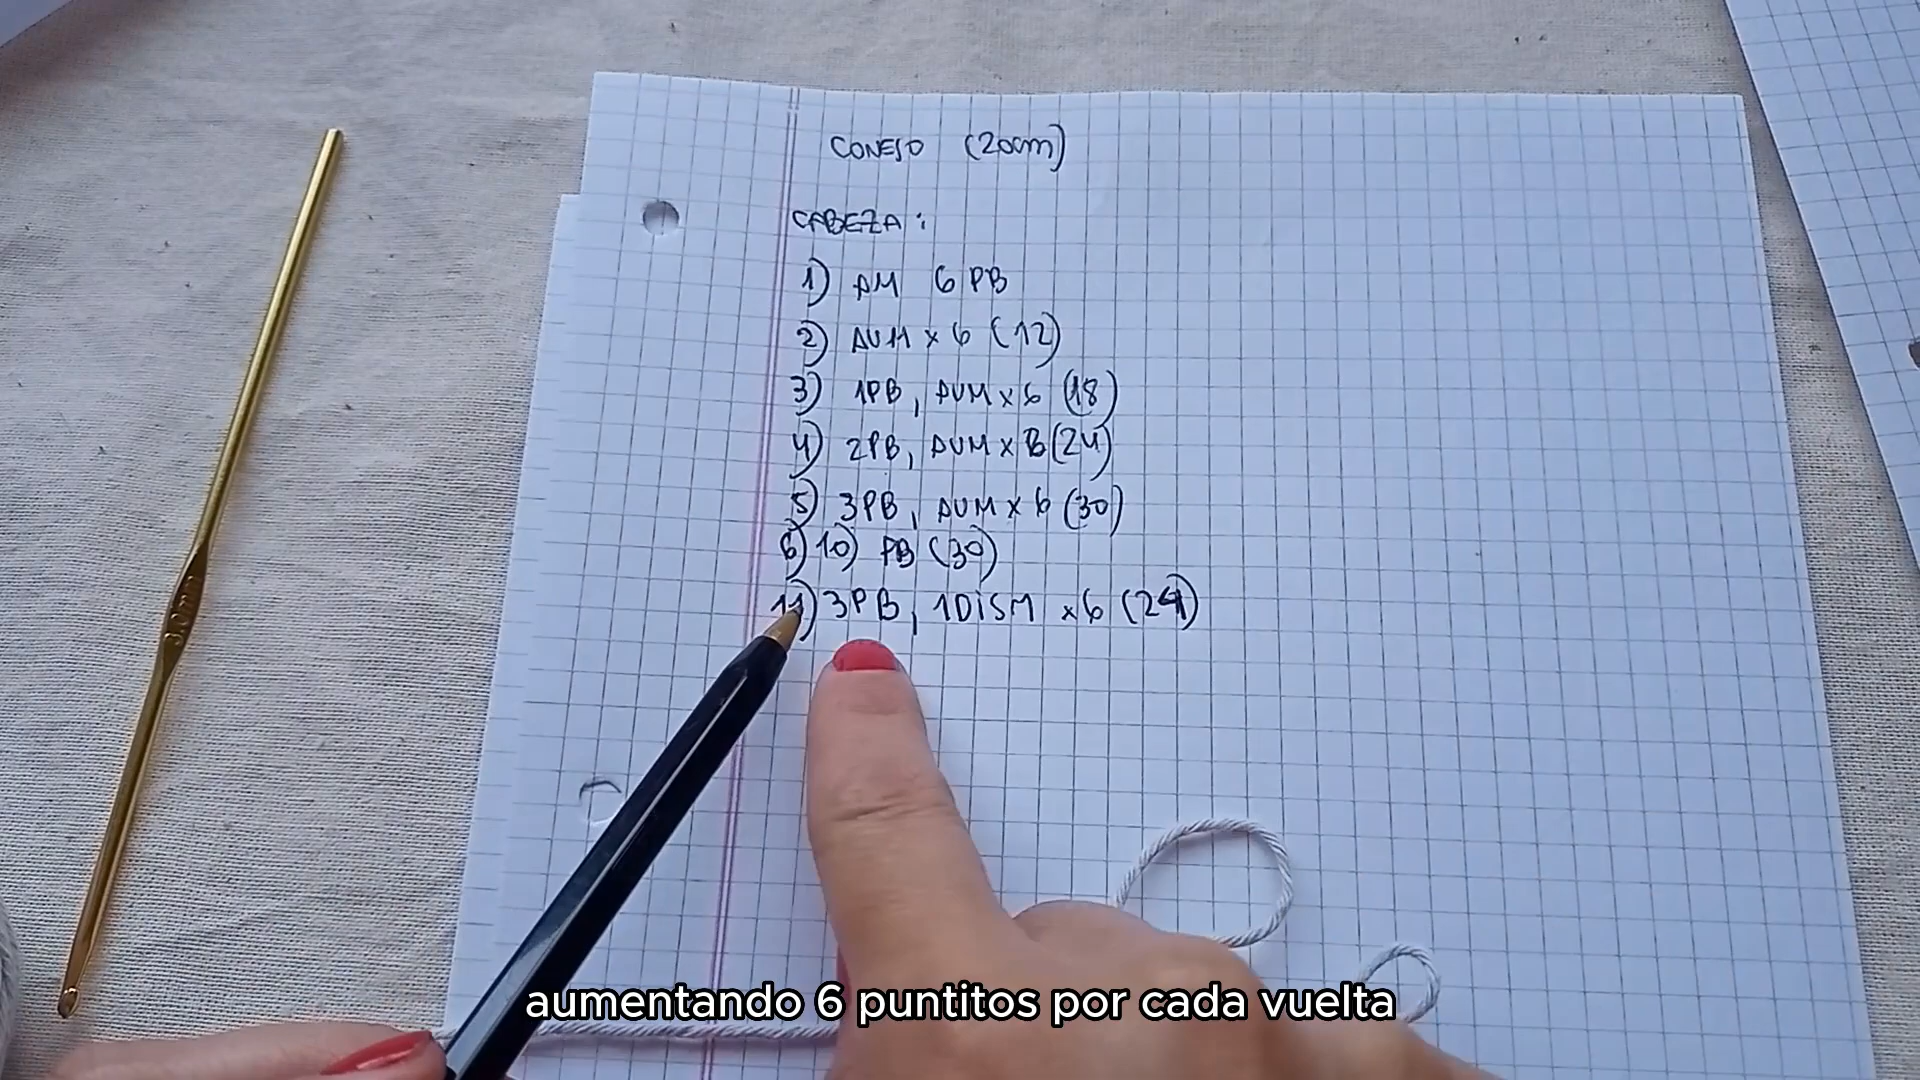 CONEJO (20cm)
CABEZA:
1) AM 6 PB
2) AUM x 6 (12)
3) 1PB, AUM x 6 (18)
4) 2PB, AUM x 6 (24)
5) 3PB, AUM x 6 (30)
6) 10) PB (30)
11) 3PB, 1DISM x6 (24)
aumentando 6 puntitos por cada vuelta